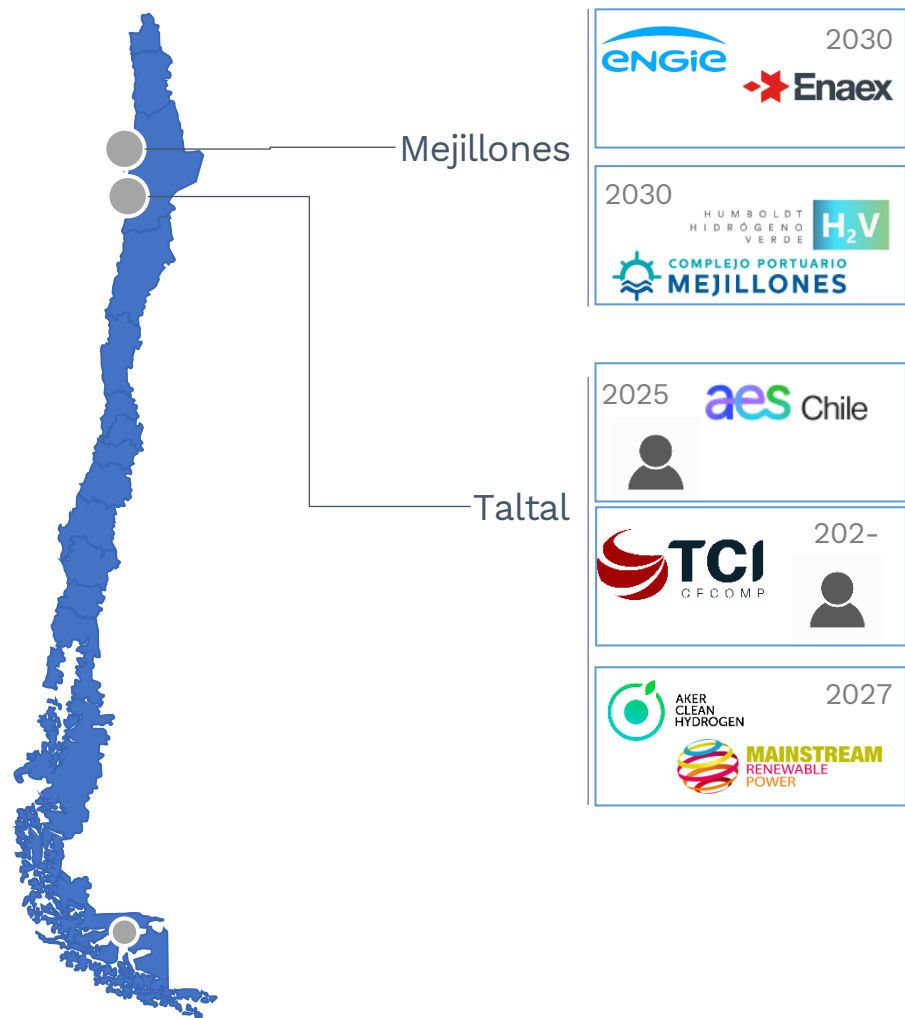 ENGIE
2030
Enaex
Mejillones
2030
HUMBOLDT
HIDRÓGENO
VERDE
H₂V
COMPLEJO PORTUARIO
MEJILLONES
2025
aes Chile
Taltal
TCI
GECOMP
202-
AKER
CLEAN
HYDROGEN
2027
MAINSTREAM
RENEWABLE
POWER